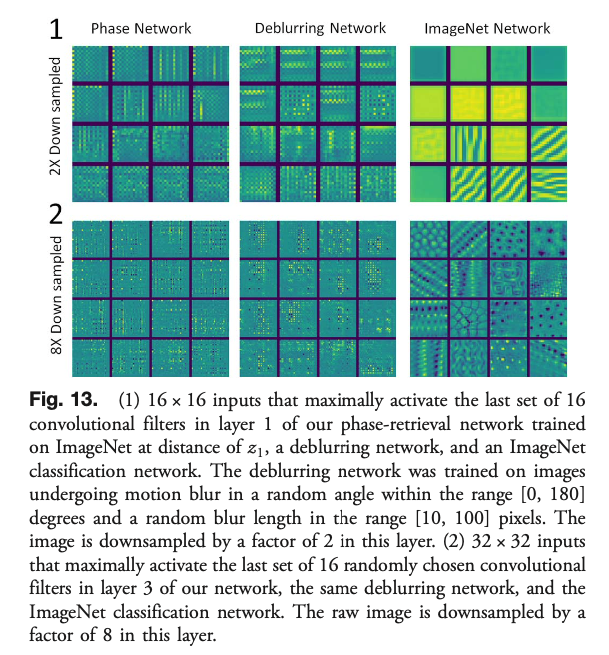 1
Phase Network
Deblurring Network
ImageNet Network
2X Down sampled
2
8X Down sampled
Fig. 13. (1) 16 × 16 inputs that maximally activate the last set of 16
convolutional filters in layer 1 of our phase-retrieval network trained
on ImageNet at distance of z₁, a deblurring network, and an ImageNet
classification network. The deblurring network was trained on images
undergoing motion blur in a random angle within the range [0, 180]
degrees and a random blur length in the range [10, 100] pixels. The
image is downsampled by a factor of 2 in this layer. (2) 32 × 32 inputs
that maximally activate the last set of 16 randomly chosen convolutional
filters in layer 3 of our network, the same deblurring network, and the
ImageNet classification network. The raw image is downsampled by a
factor of 8 in this layer.